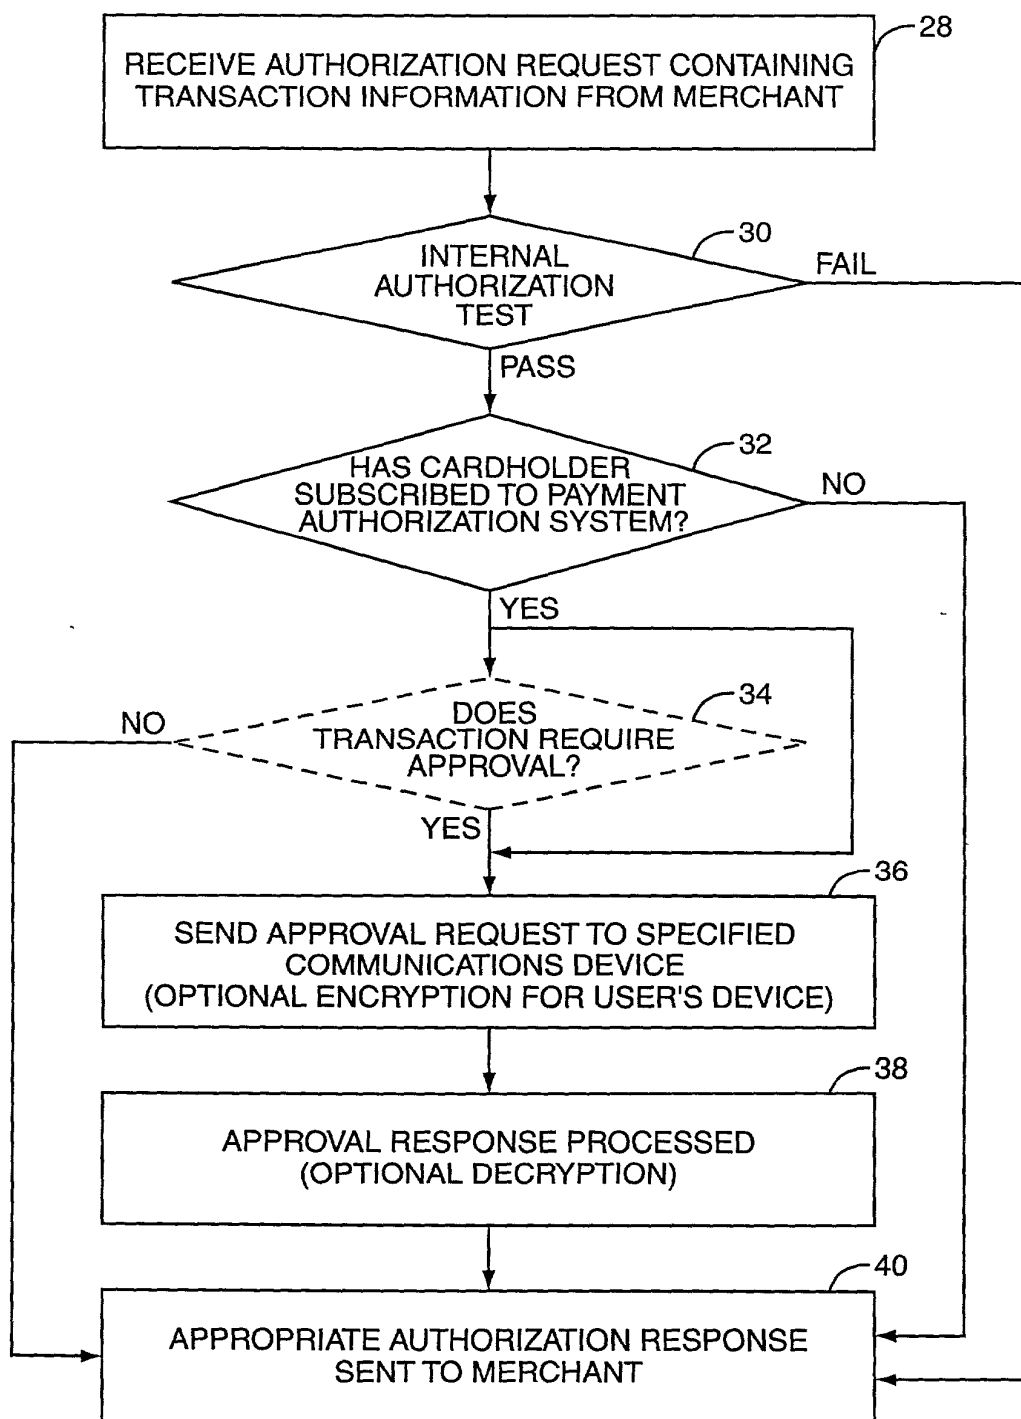 28
RECEIVE AUTHORIZATION REQUEST CONTAINING
TRANSACTION INFORMATION FROM MERCHANT
30
INTERNAL
AUTHORIZATION
TEST
FAIL
PASS
32
HAS CARDHOLDER
SUBSCRIBED TO PAYMENT
AUTHORIZATION SYSTEM?
NO
YES
34
DOES
TRANSACTION REQUIRE
APPROVAL?
NO
YES
36
SEND APPROVAL REQUEST TO SPECIFIED
COMMUNICATIONS DEVICE
(OPTIONAL ENCRYPTION FOR USER'S DEVICE)
38
APPROVAL RESPONSE PROCESSED
(OPTIONAL DECRYPTION)
40
APPROPRIATE AUTHORIZATION RESPONSE
SENT TO MERCHANT